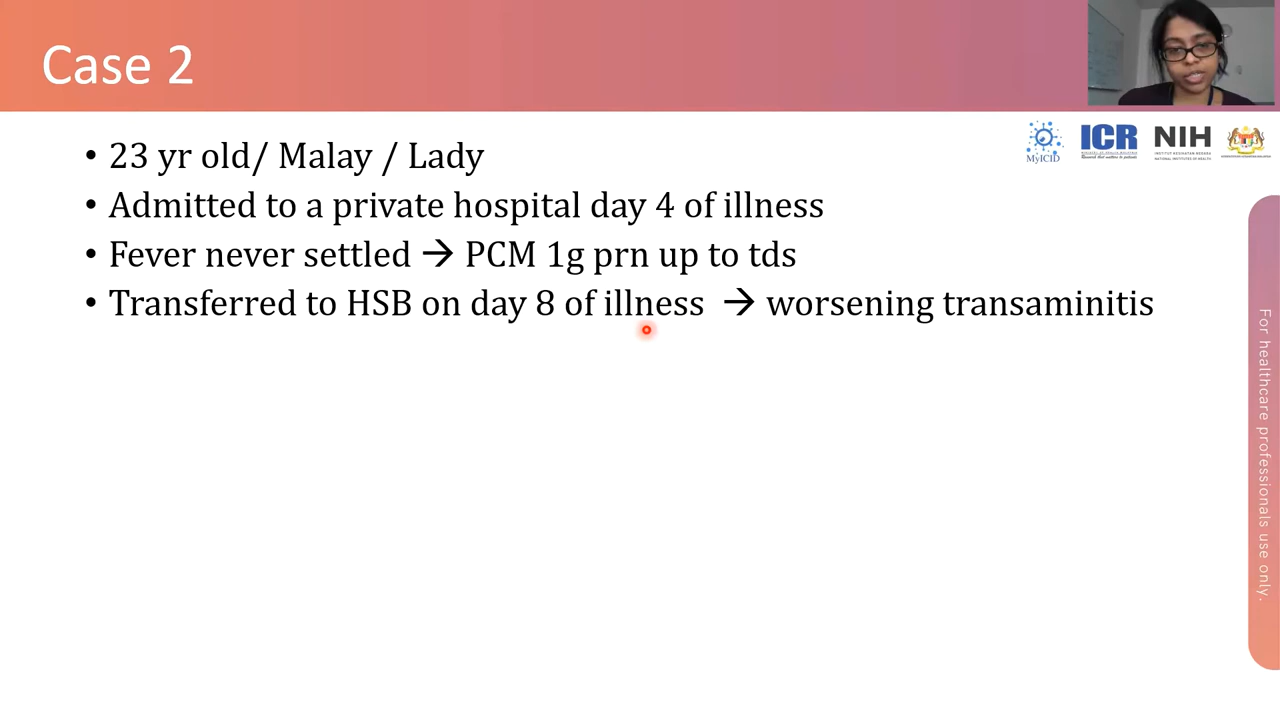 Case 2
• 23 yr old/ Malay / Lady
• Admitted to a private hospital day 4 of illness
• Fever never settled → PCM 1g prn up to tds
• Transferred to HSB on day 8 of illness → worsening transaminitis
MyICID
ICR
NIH
For healthcare professionals use only.